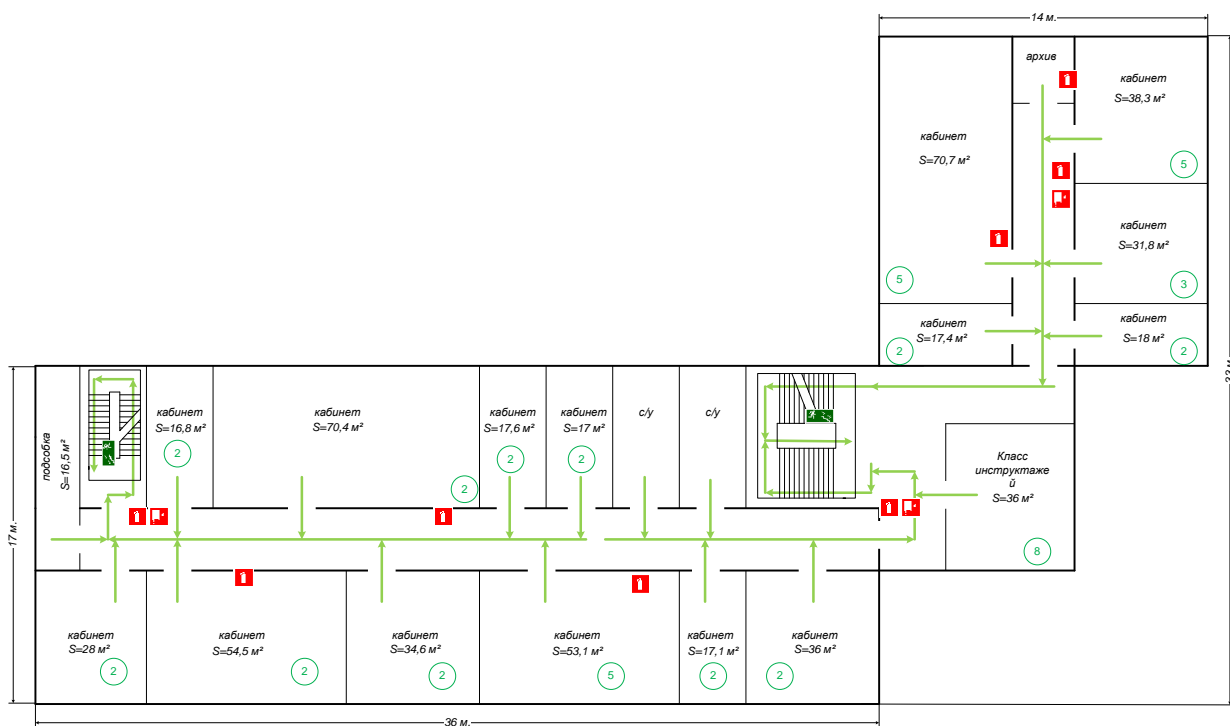 14 м.
архив
кабинет
S=38,3 м²
кабинет
S=70,7 м²
5
кабинет
S=31,8 м²
5
3
кабинет
S=17,4 м²
2
кабинет
S=18 м²
2
33 м.
17 м.
подсобка
S=16,5 м²
кабинет
S=16,8 м²
2
кабинет
S=70,4 м²
2
кабинет
S=17,6 м²
2
кабинет
S=17 м²
2
с/у
с/у
Класс
инструктаже
й
S=36 м²
8
кабинет
S=28 м²
2
кабинет
S=54,5 м²
2
кабинет
S=34,6 м²
2
кабинет
S=53,1 м²
5
кабинет
S=17,1 м²
2
кабинет
S=36 м²
2
36 м.